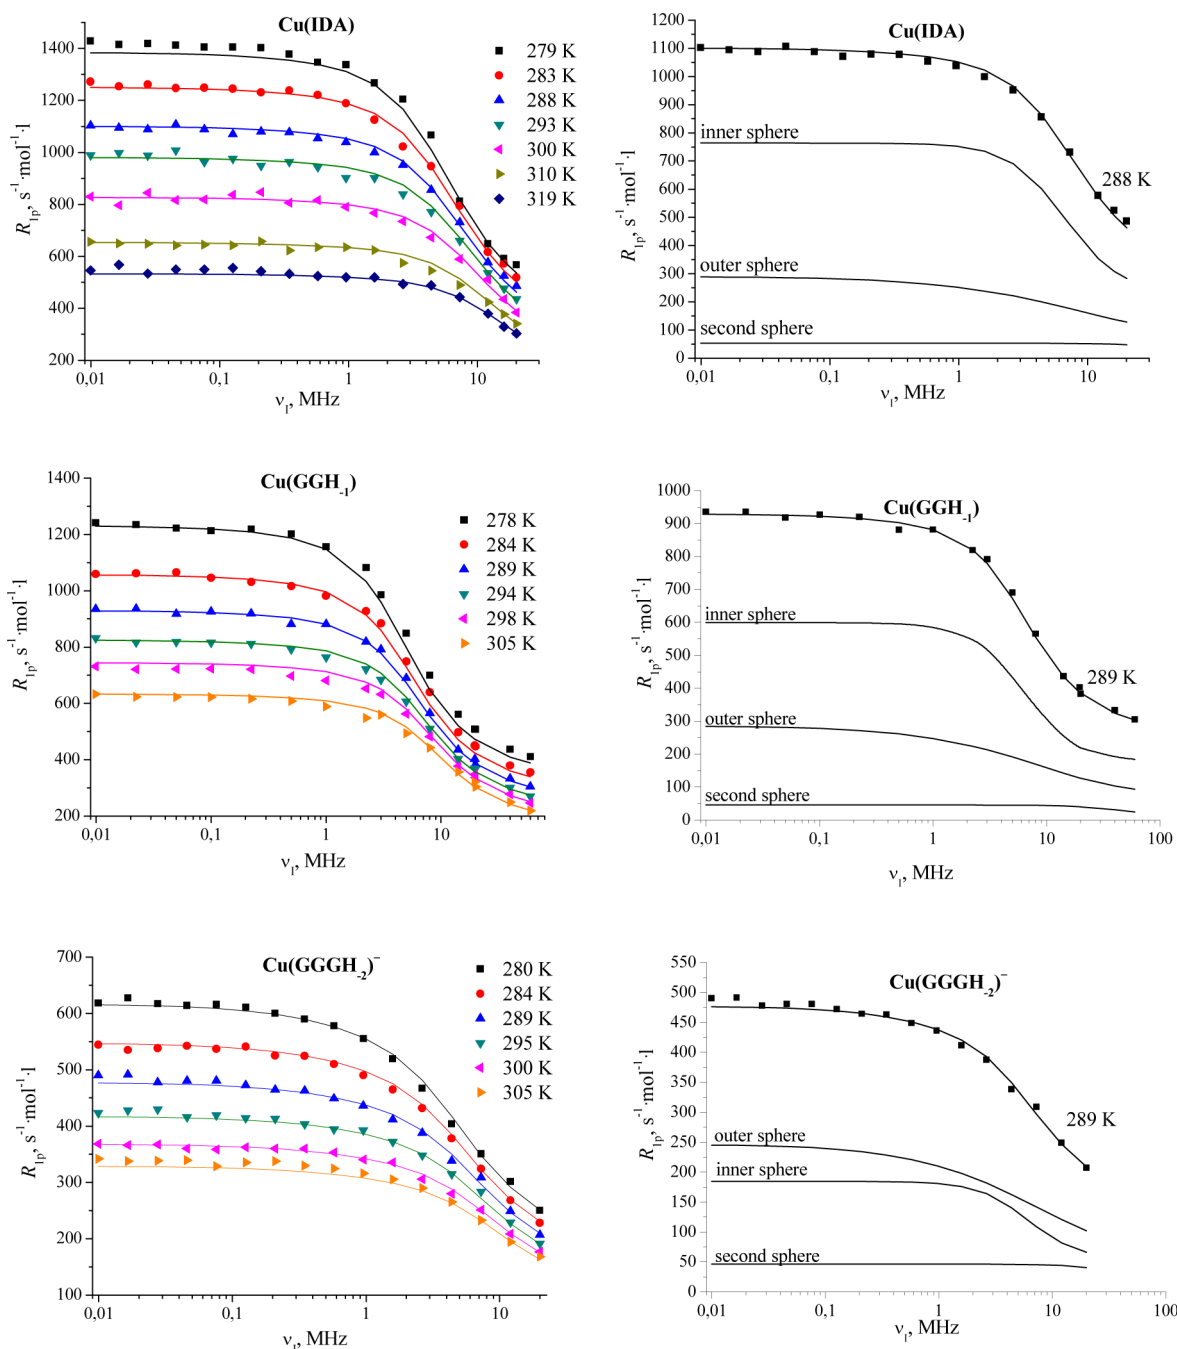 Cu(IDA)
R1p, s-1·mol-1·l
1400
1200
1000
800
600
400
200
0,01
0,1
1
10
νI, MHz
279 K
283 K
288 K
293 K
300 K
310 K
319 K
Cu(IDA)
R1p, s-1·mol-1·l
1200
1100
1000
900
800
700
600
500
400
300
200
100
0
inner sphere
outer sphere
second sphere
288 K
0,01
0,1
1
10
νI, MHz
Cu(GGH-1)
R1p, s-1·mol-1·l
1400
1200
1000
800
600
400
200
0,01
0,1
1
10
νI, MHz
278 K
284 K
289 K
294 K
298 K
305 K
Cu(GGH-1)
R1p, s-1·mol-1·l
1000
900
800
700
600
500
400
300
200
100
0
inner sphere
outer sphere
second sphere
289 K
0,01
0,1
1
10
100
νI, MHz
Cu(GGGH-2)−
R1p, s-1·mol-1·l
700
600
500
400
300
200
100
0,01
0,1
1
10
νI, MHz
280 K
284 K
289 K
295 K
300 K
305 K
Cu(GGGH-2)−
R1p, s-1·mol-1·l
550
500
450
400
350
300
250
200
150
100
50
0
outer sphere
inner sphere
second sphere
289 K
0,01
0,1
1
10
100
νI, MHz